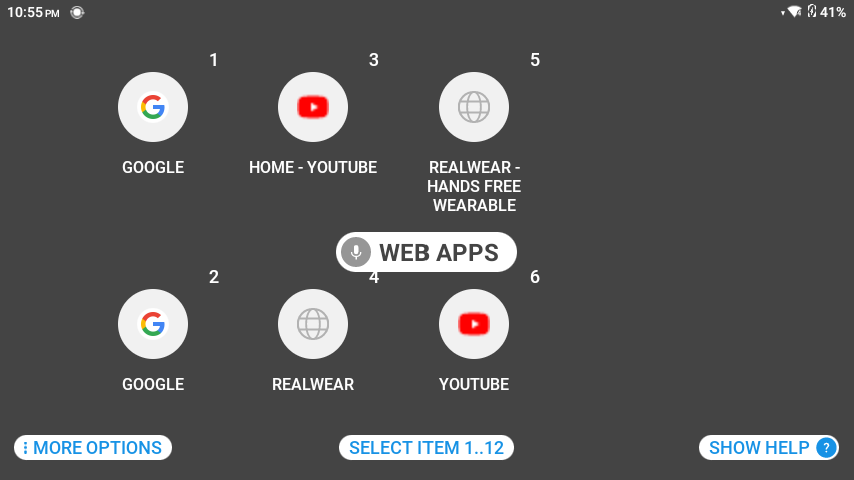 10:55 PM
41%
1
3
5
GOOGLE
HOME - YOUTUBE
REALWEAR -
HANDS FREE
WEARABLE
WEB APPS
2
4
6
GOOGLE
REALWEAR
YOUTUBE
MORE OPTIONS
SELECT ITEM 1..12
SHOW HELP ?